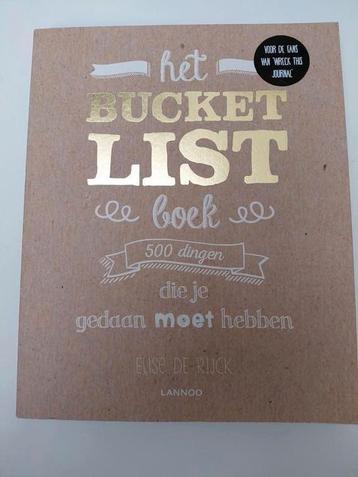 VOOR DE FANS
VAN 'WRECK THIS
JOURNAL'
het
BUCKET
LIST
boek
500 dingen
die je
gedaan moet hebben
ELISE DE RIJCK
LANNOO